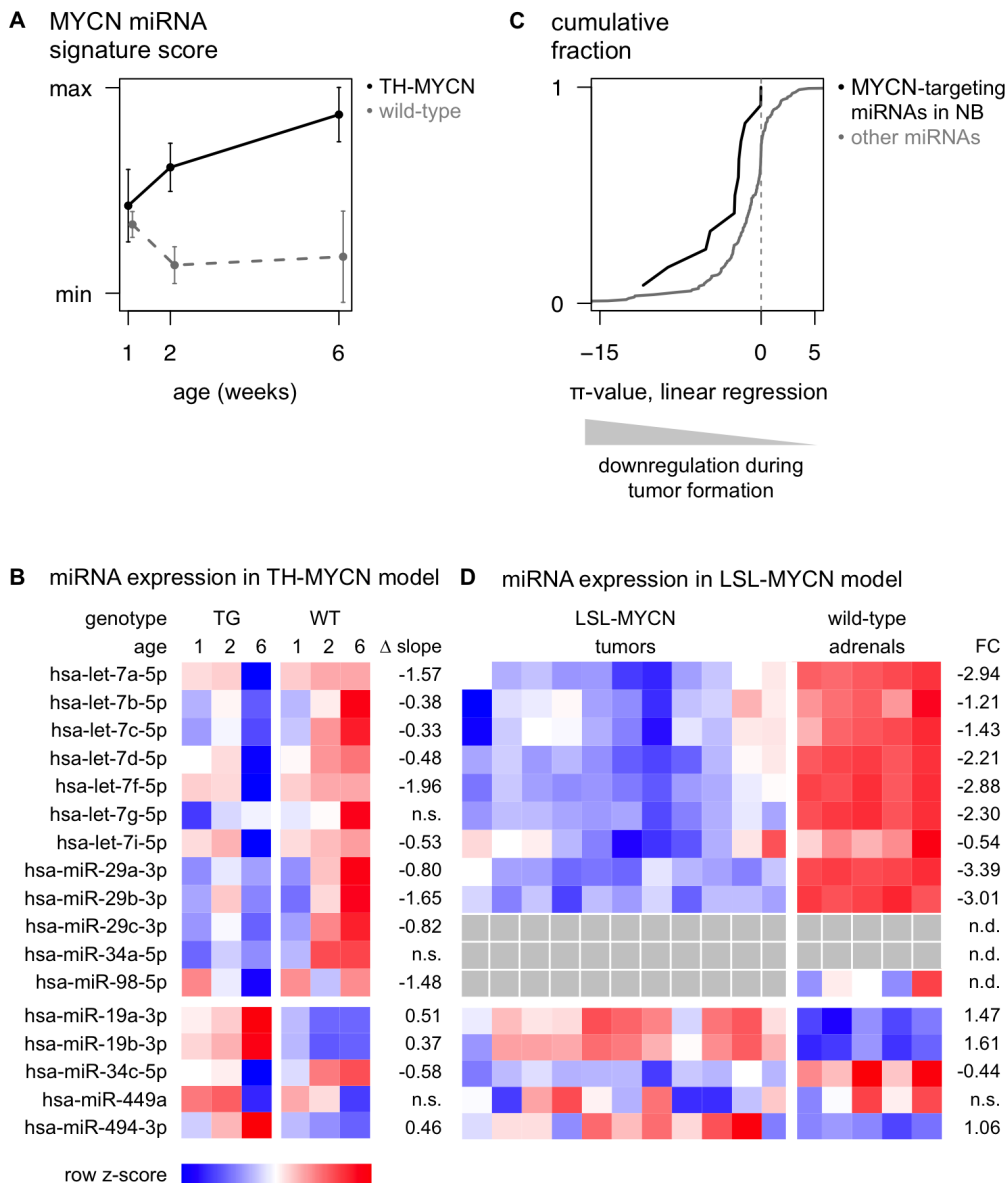 A MYCN miRNA
signature score
max
min
1 2 6
age (weeks)
TH-MYCN
wild-type
C cumulative
fraction
1
0
−15 0 5
π-value, linear regression
MYCN-targeting
miRNAs in NB
other miRNAs
downregulation during
tumor formation
B miRNA expression in TH-MYCN model
genotype TG WT
age 1 2 6 1 2 6 Δ slope
hsa-let-7a-5p -1.57
hsa-let-7b-5p -0.38
hsa-let-7c-5p -0.33
hsa-let-7d-5p -0.48
hsa-let-7f-5p -1.96
hsa-let-7g-5p n.s.
hsa-let-7i-5p -0.53
hsa-miR-29a-3p -0.80
hsa-miR-29b-3p -1.65
hsa-miR-29c-3p -0.82
hsa-miR-34a-5p n.s.
hsa-miR-98-5p -1.48
hsa-miR-19a-3p 0.51
hsa-miR-19b-3p 0.37
hsa-miR-34c-5p -0.58
hsa-miR-449a n.s.
hsa-miR-494-3p 0.46
row z-score
D miRNA expression in LSL-MYCN model
LSL-MYCN wild-type
tumors adrenals FC
-2.94
-1.21
-1.43
-2.21
-2.88
-2.30
-0.54
-3.39
-3.01
n.d.
n.d.
n.d.
1.47
1.61
-0.44
n.s.
1.06